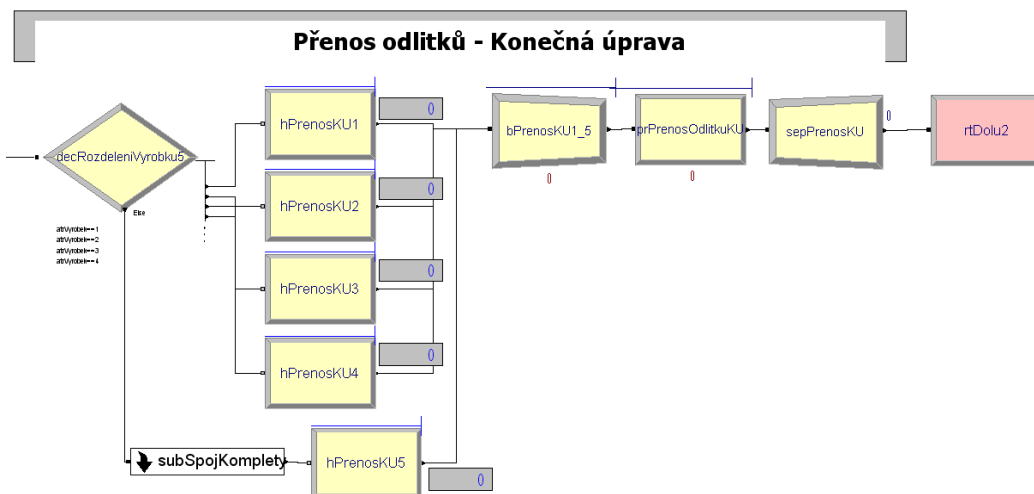 Přenos odlitků - Konečná úprava
decRozdeleniVyrobku5
Else
atrVyrobek==1
atrVyrobek==2
atrVyrobek==3
atrVyrobek==4
hPrenosKU1
0
hPrenosKU2
0
hPrenosKU3
0
hPrenosKU4
0
subSpojKomplety
hPrenosKU5
0
bPrenosKU1_5
0
prPrenosOdlitkuKU
0
sepPrenosKU
0
rtDolu2